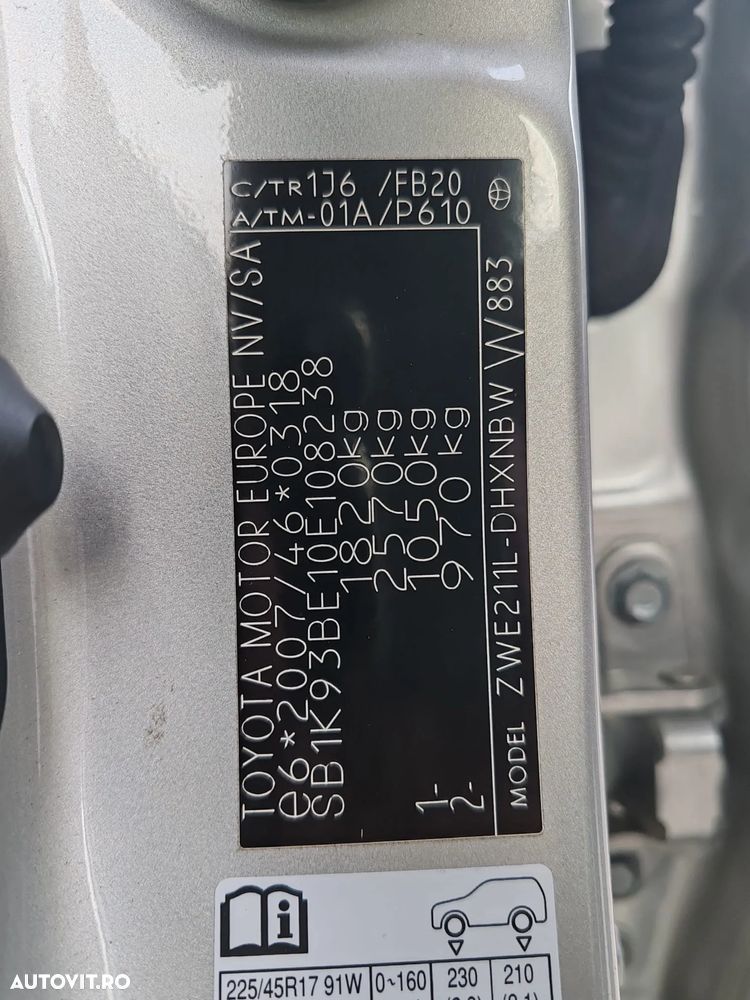 C/TR1J6 /FB20
A/TM-01A/P610
TOYOTA MOTOR EUROPE NV/SA
e6*2007/46*0318
SB1K93BE10E108238
1820kg
2570kg
1- 1050kg
2- 970kg
MODEL ZWE211L-DHXNBW W/883
i
225/45R17 91W 0~160 230 210
AUTOVIT.RO